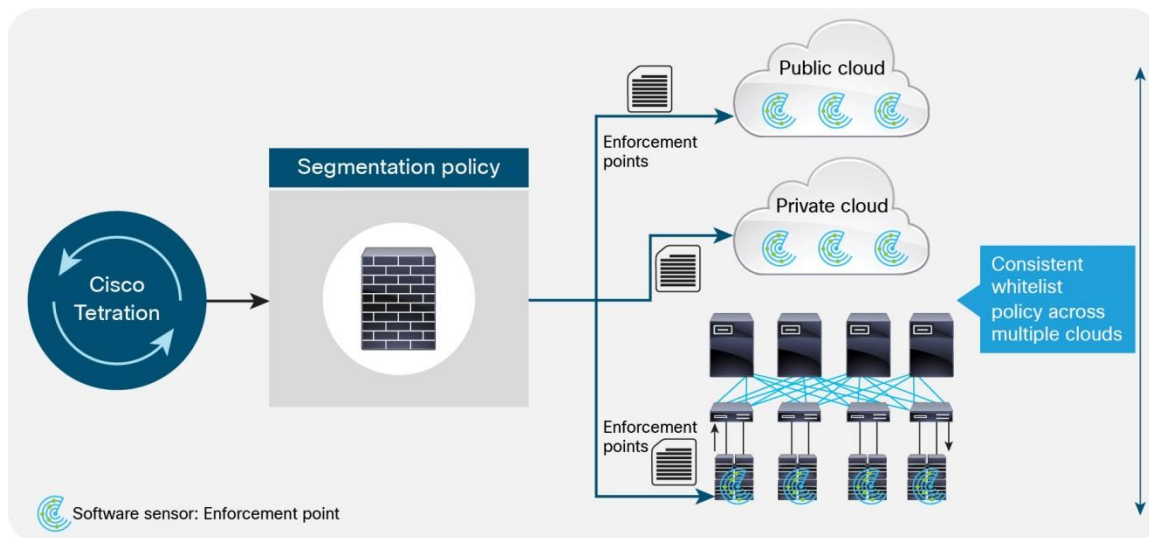 Public cloud
Enforcement
points
Segmentation policy
Private cloud
Cisco
Tetration
Consistent
whitelist
policy across
multiple clouds
Enforcement
points
Software sensor: Enforcement point